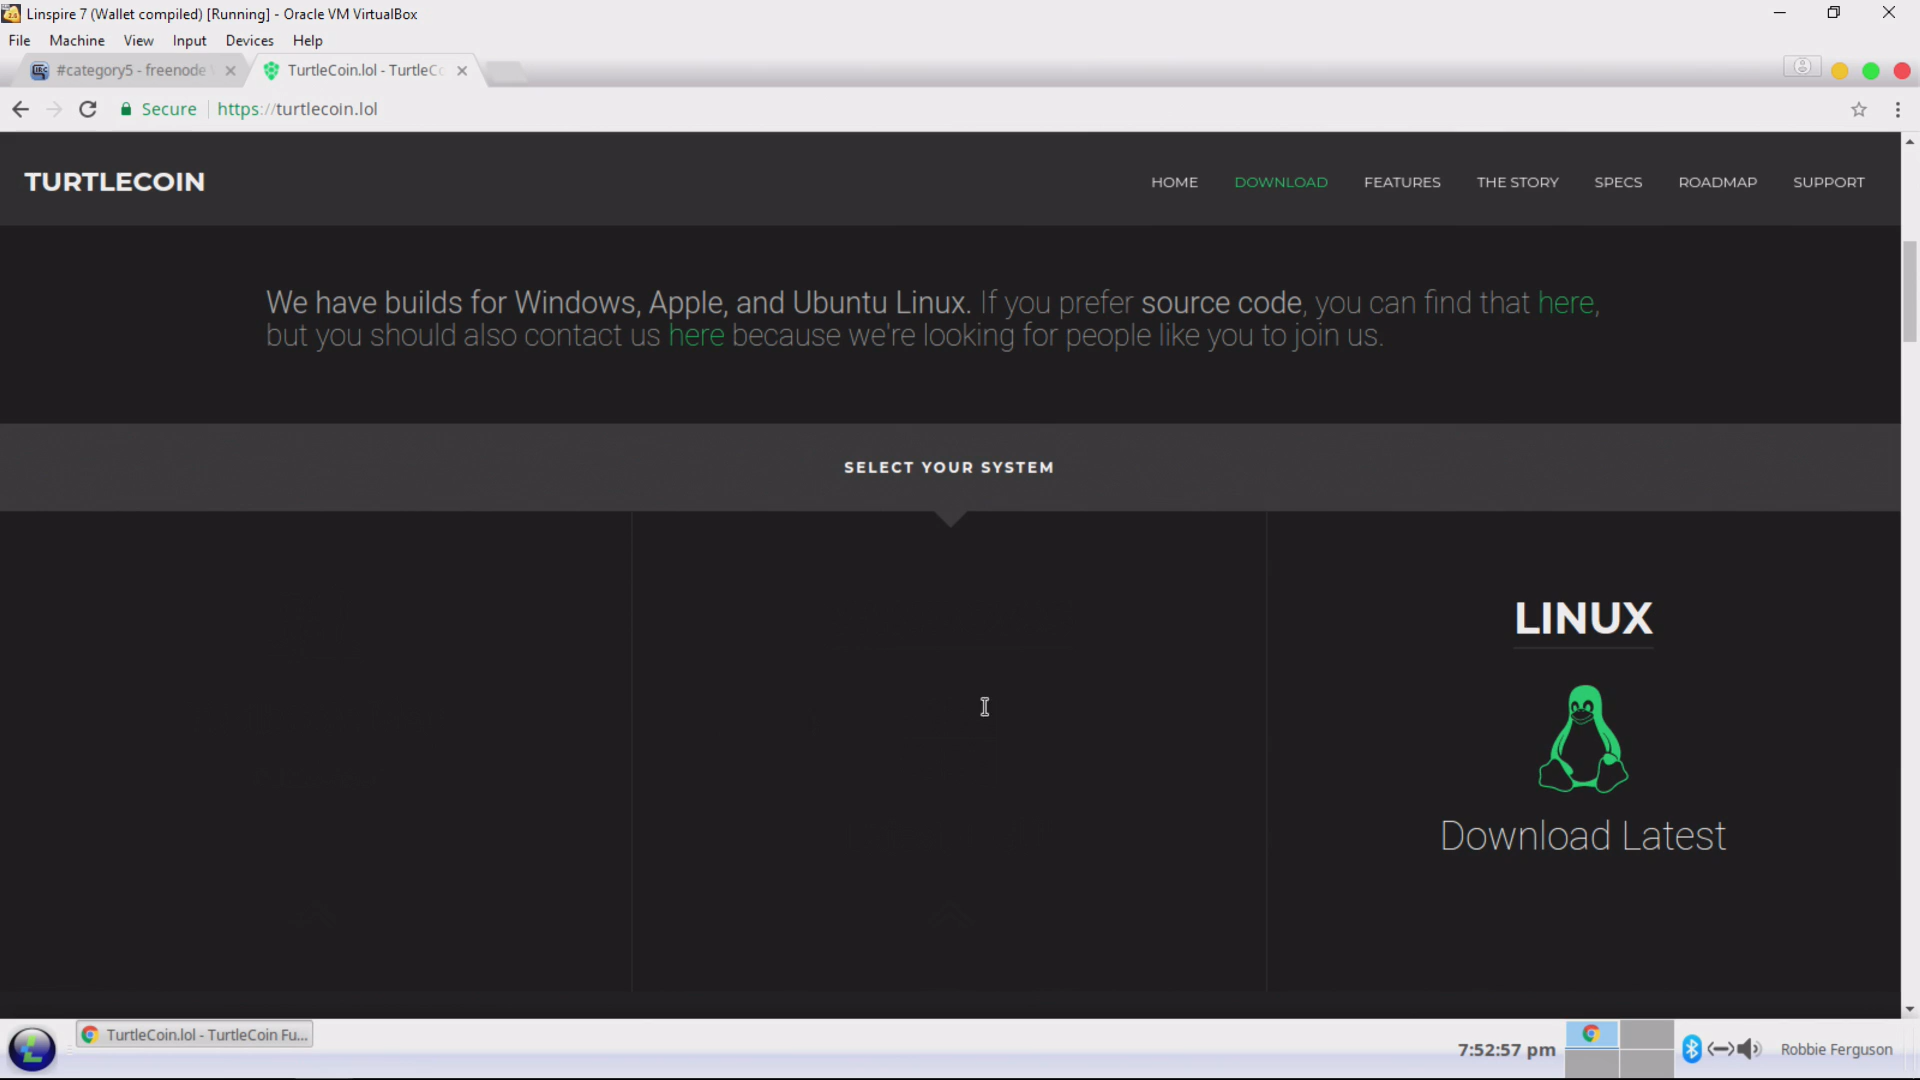 Linspire 7 (Wallet compiled) [Running] - Oracle VM VirtualBox
File Machine View Input Devices Help
#category5 - freenode
TurtleCoin.lol - TurtleCo
Secure https://turtlecoin.lol
TURTLECOIN
HOME DOWNLOAD FEATURES THE STORY SPECS ROADMAP SUPPORT
We have builds for Windows, Apple, and Ubuntu Linux. If you prefer source code, you can find that here,
but you should also contact us here because we're looking for people like you to join us.
SELECT YOUR SYSTEM
LINUX
Download Latest
TurtleCoin.lol - TurtleCoin Fu...
7:52:57 pm
Robbie Ferguson